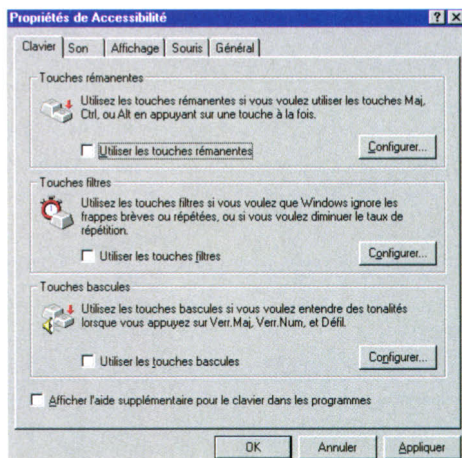 Propriétés de Accessibilité
Clavier Son Affichage Souris Général
Touches rémanentes
Utilisez les touches rémanentes si vous voulez utiliser les touches Maj,
Ctrl, ou Alt en appuyant sur une touche à la fois.
Utiliser les touches rémanentes Configurer...
Touches filtres
Utilisez les touches filtres si vous voulez que Windows ignore les
frappes brèves ou répétées, ou si vous voulez diminuer le taux de
répétition.
Utiliser les touches filtres Configurer...
Touches bascules
Utilisez les touches bascules si vous voulez entendre des tonalités
lorsque vous appuyez sur Verr.Maj, Verr.Num, et Défil.
Utiliser les touches bascules Configurer...
Afficher l'aide supplémentaire pour le clavier dans les programmes
OK Annuler Appliquer